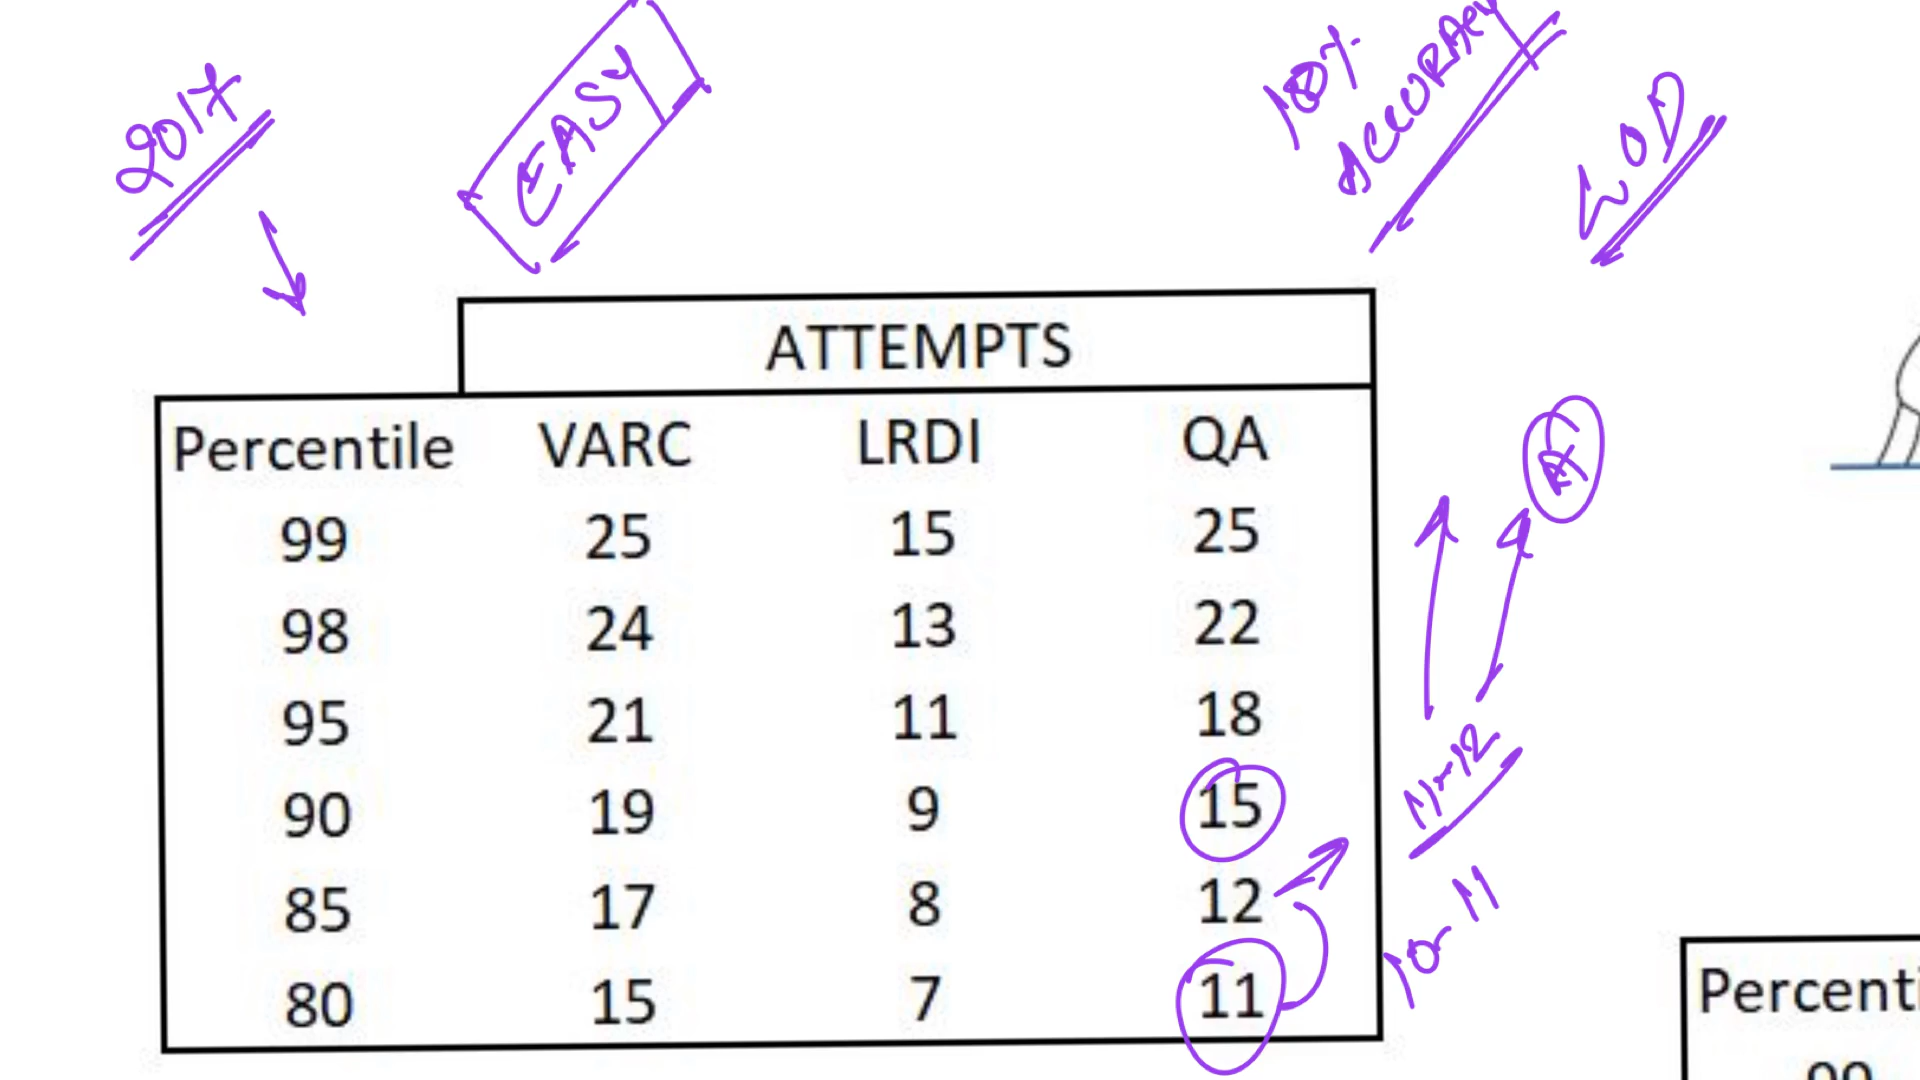 2017
EASY
100%
ACCURACY
LOD
ATTEMPTS
Percentile VARC LRDI QA
99 25 15 25
98 24 13 22
95 21 11 18
90 19 9 15
85 17 8 12
80 15 7 11
11-12
10-11
Percenti
99